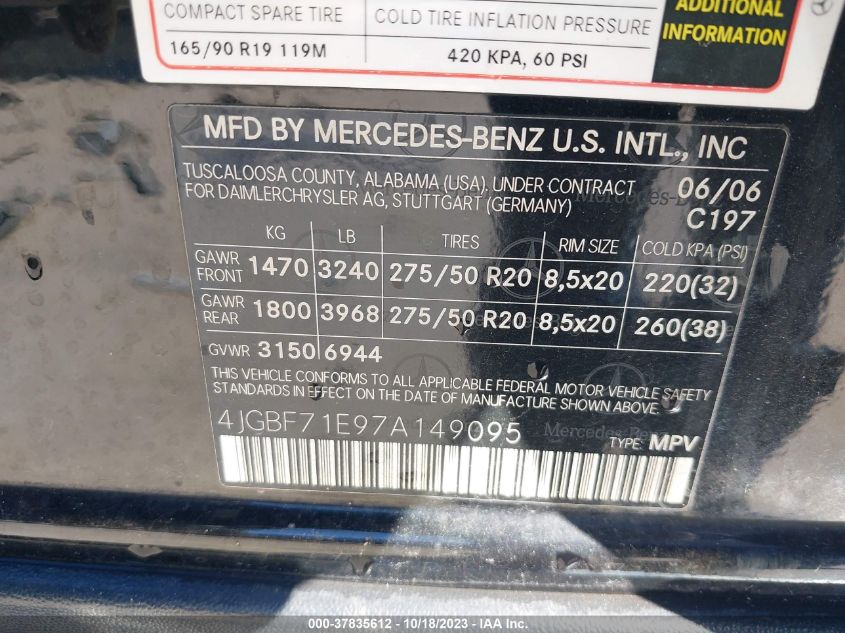 COMPACT SPARE TIRE COLD TIRE INFLATION PRESSURE
165/90 R19 119M 420 KPA, 60 PSI
ADDITIONAL
INFORMATION
MFD BY MERCEDES-BENZ U.S. INTL., INC
TUSCALOOSA COUNTY, ALABAMA (USA). UNDER CONTRACT 06/06
FOR DAIMLERCHRYSLER AG, STUTTGART (GERMANY) C197
KG LB TIRES RIM SIZE COLD KPA (PSI)
GAWR FRONT 1470 3240 275/50 R20 8,5x20 220(32)
GAWR REAR 1800 3968 275/50 R20 8,5x20 260(38)
GVWR 3150 6944
THIS VEHICLE CONFORMS TO ALL APPLICABLE FEDERAL MOTOR VEHICLE SAFETY
STANDARDS IN EFFECT ON THE DATE OF MANUFACTURE SHOWN ABOVE
4JGBF71E97A149095 Mercedes-Benz TYPE: MPV
000-37835612 - 10/18/2023 - IAA Inc.